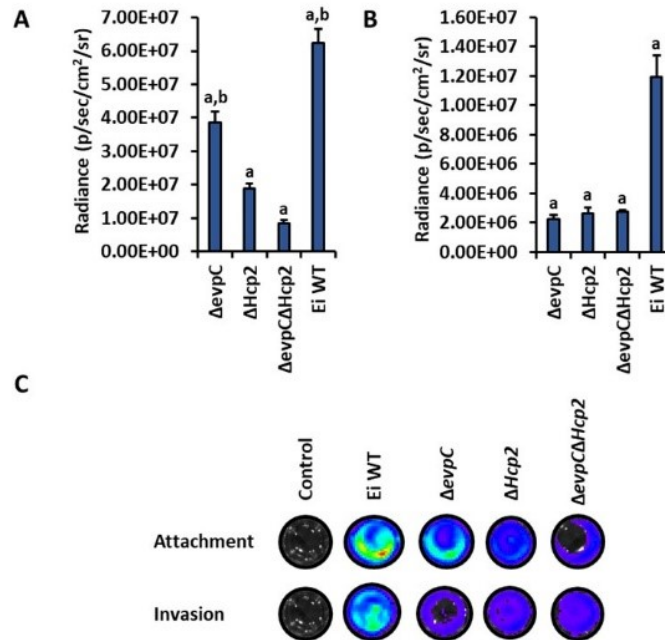 A
Radiance (p/sec/cm²/sr)
7.00E+07
6.00E+07
5.00E+07
4.00E+07
3.00E+07
2.00E+07
1.00E+07
0.00E+00
a,b
a
a
a,b
ΔevpC
ΔHcp2
ΔevpCΔHcp2
Ei WT
B
Radiance (p/sec/cm²/sr)
1.60E+07
1.40E+07
1.20E+07
1.00E+07
8.00E+06
6.00E+06
4.00E+06
2.00E+06
0.00E+00
a
a
a
a
ΔevpC
ΔHcp2
ΔevpCΔHcp2
Ei WT
C
Control
Ei WT
ΔevpC
ΔHcp2
ΔevpCΔHcp2
Attachment
Invasion